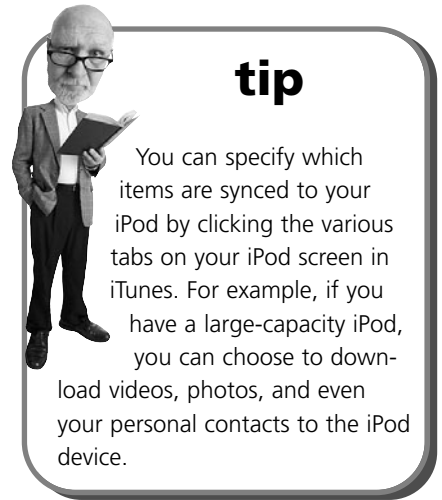 tip
You can specify which
items are synced to your
iPod by clicking the various
tabs on your iPod screen in
iTunes. For example, if you
have a large-capacity iPod,
you can choose to down-
load videos, photos, and even
your personal contacts to the iPod
device.